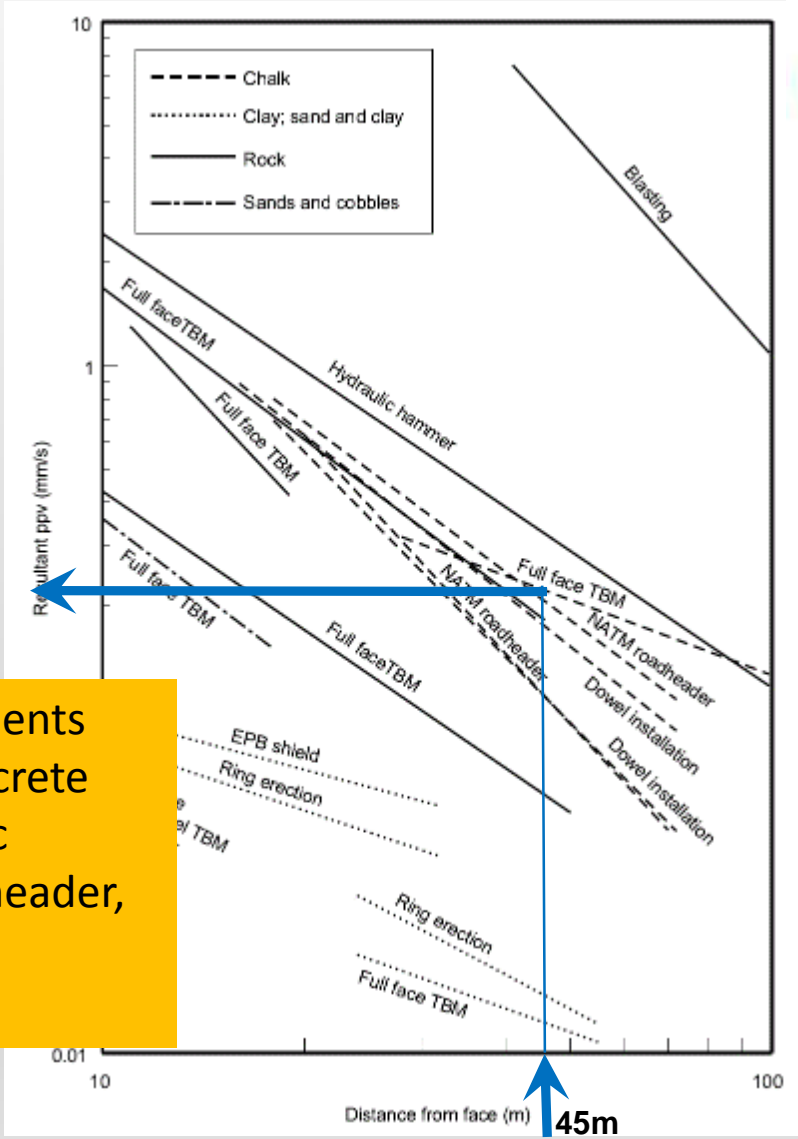 10
Chalk
Clay; sand and clay
Rock
Sands and cobbles
Blasting
Full faceTBM
1
Hydraulic hammer
Full face TBM
Resultant ppv (mm/s)
Full face TBM
NATM roadheader
Full face TBM
NATM roadheader
Full faceTBM
Dowel installation
Dowel installation
EPB shield
Ring erection
TBM
ents
crete
c
header,
Ring erection
Full face TBM
0.01
10
100
Distance from face (m)
45m